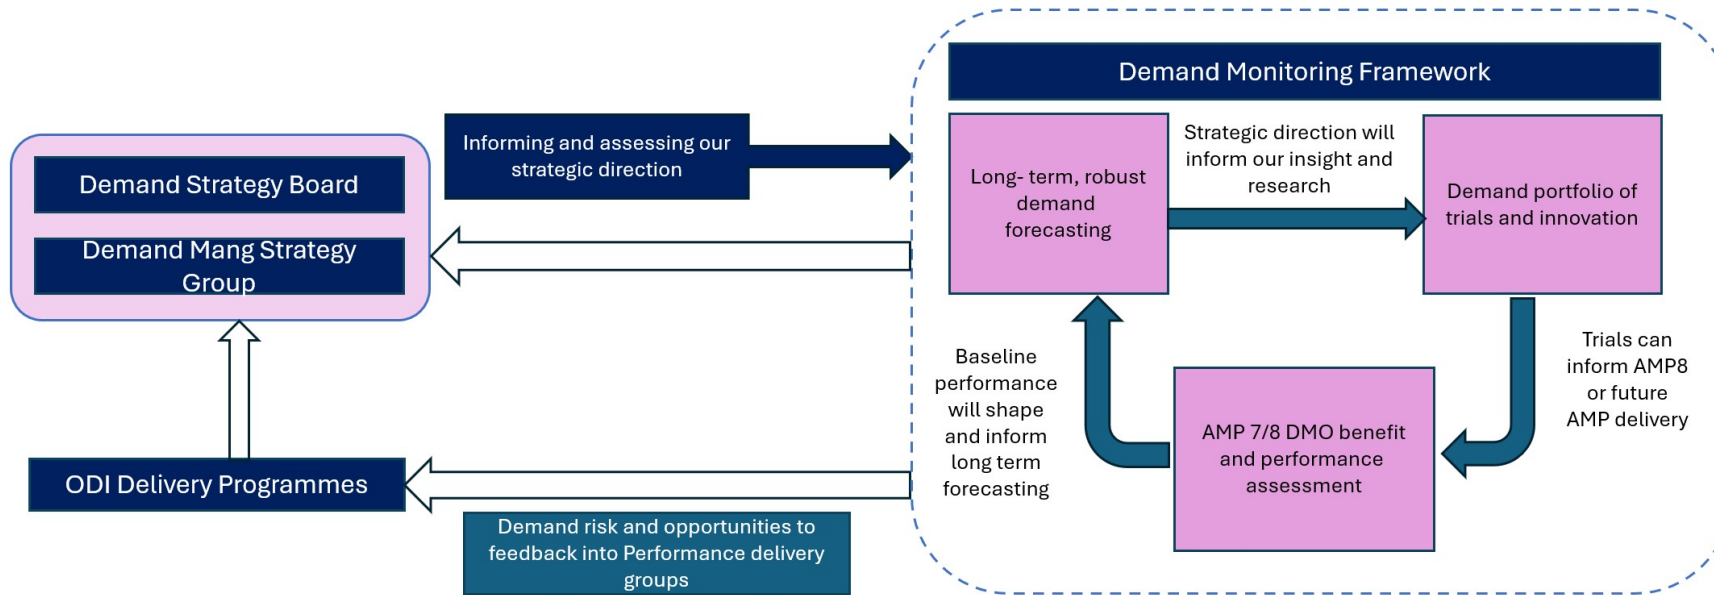 Demand Monitoring Framework
Informing and assessing our
strategic direction
Demand Strategy Board
Demand Mang Strategy
Group
ODI Delivery Programmes
Demand risk and opportunities to
feedback into Performance delivery
groups
Long- term, robust
demand
forecasting
Strategic direction will
inform our insight and
research
Demand portfolio of
trials and innovation
Trials can
inform AMP8
or future
AMP delivery
AMP 7/8 DMO benefit
and performance
assessment
Baseline
performance
will shape
and inform
long term
forecasting